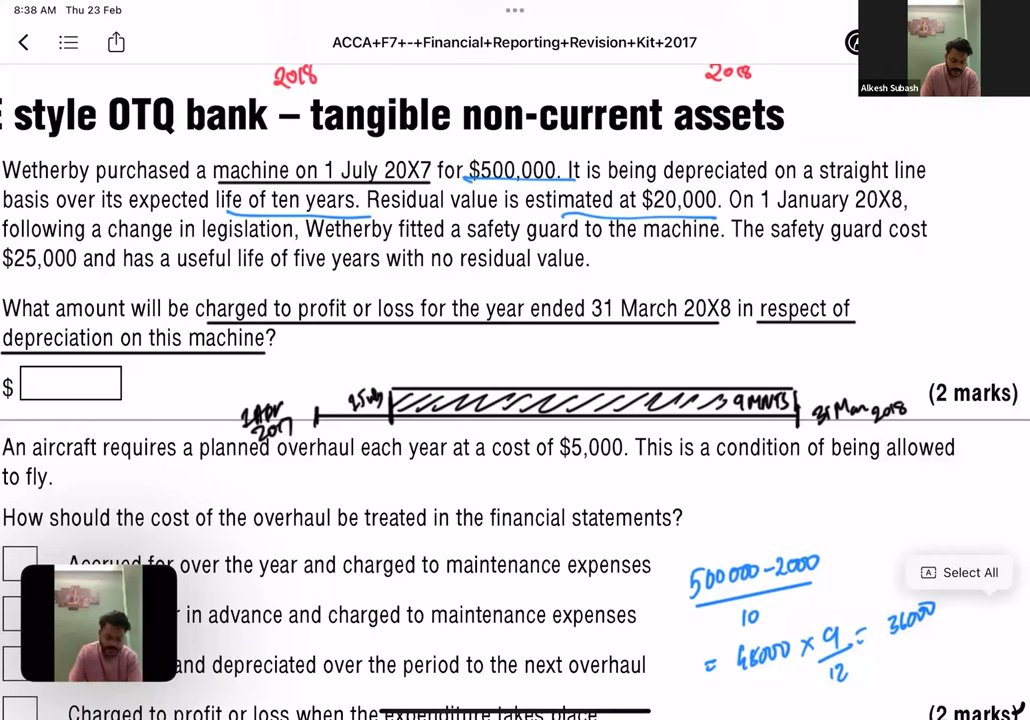 8:38 AM Thu 23 Feb
ACCA+F7+-+Financial+Reporting+Revision+Kit+2017
Alkesh Subash
2018
2018
E style OTQ bank – tangible non-current assets
Wetherby purchased a machine on 1 July 20X7 for $500,000. It is being depreciated on a straight line
basis over its expected life of ten years. Residual value is estimated at $20,000. On 1 January 20X8,
following a change in legislation, Wetherby fitted a safety guard to the machine. The safety guard cost
$25,000 and has a useful life of five years with no residual value.
What amount will be charged to profit or loss for the year ended 31 March 20X8 in respect of
depreciation on this machine?
$
(2 marks)
9 MNTS
31 Mar 2018
2017
An aircraft requires a planned overhaul each year at a cost of $5,000. This is a condition of being allowed
to fly.
How should the cost of the overhaul be treated in the financial statements?
Accrued for over the year and charged to maintenance expenses
in advance and charged to maintenance expenses
and depreciated over the period to the next overhaul
Charged to profit or loss when the expenditure takes place
(2 marks)
500000-2000
10
= 48000 × 9 = 36000
12
Select All